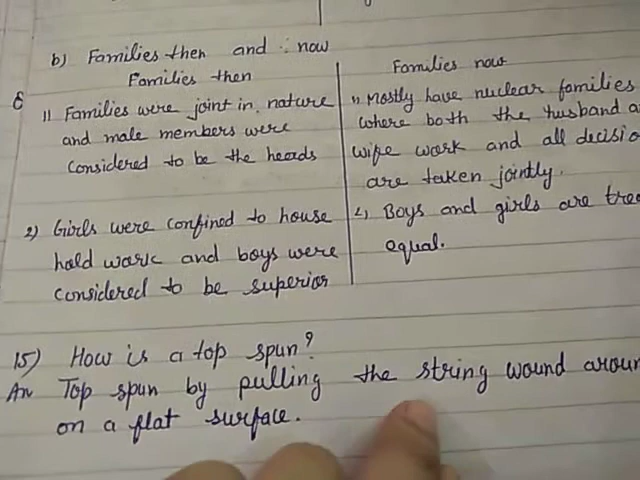 b) Families then and : now
Families then
1) Families were joint in nature
and male members were
considered to be the heads
2) Girls were confined to house
hold wark and boys were
considered to be superior
Families now
1) Mostly have nuclear families
where both the husband a
wife work and all decisio
are taken jointly.
2) Boys and girls are trea
equal.
15) How is a top spun?
An Top spun by pulling the string wound aroun
on a flat surface.